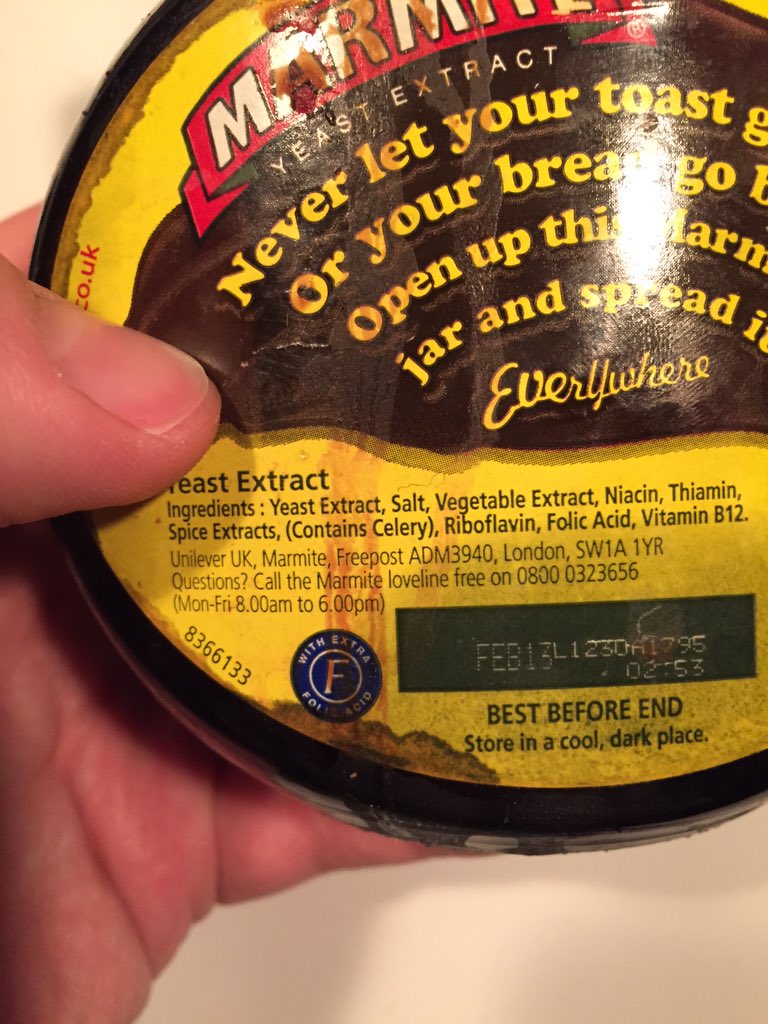 MARMITE
YEAST EXTRACT
Never let your toast g
Or your brea go b
Open up this Marm
jar and spread it
Everywhere
co.uk
Yeast Extract
Ingredients : Yeast Extract, Salt, Vegetable Extract, Niacin, Thiamin,
Spice Extracts, (Contains Celery), Riboflavin, Folic Acid, Vitamin B12.
Unilever UK, Marmite, Freepost ADM3940, London, SW1A 1YR
Questions? Call the Marmite loveline free on 0800 0323656
(Mon-Fri 8.00am to 6.00pm)
8366133
WITH EXTRA
F
FOLIC ACID
FEB13 L123DA1795
02:53
BEST BEFORE END
Store in a cool, dark place.